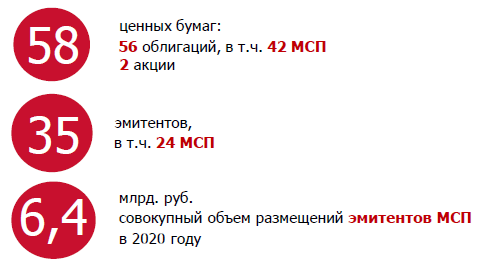 58
ценных бумаг:
56 облигаций, в т.ч. 42 МСП
2 акции
35
эмитентов,
в т.ч. 24 МСП
6,4
млрд. руб.
совокупный объем размещений эмитентов МСП
в 2020 году